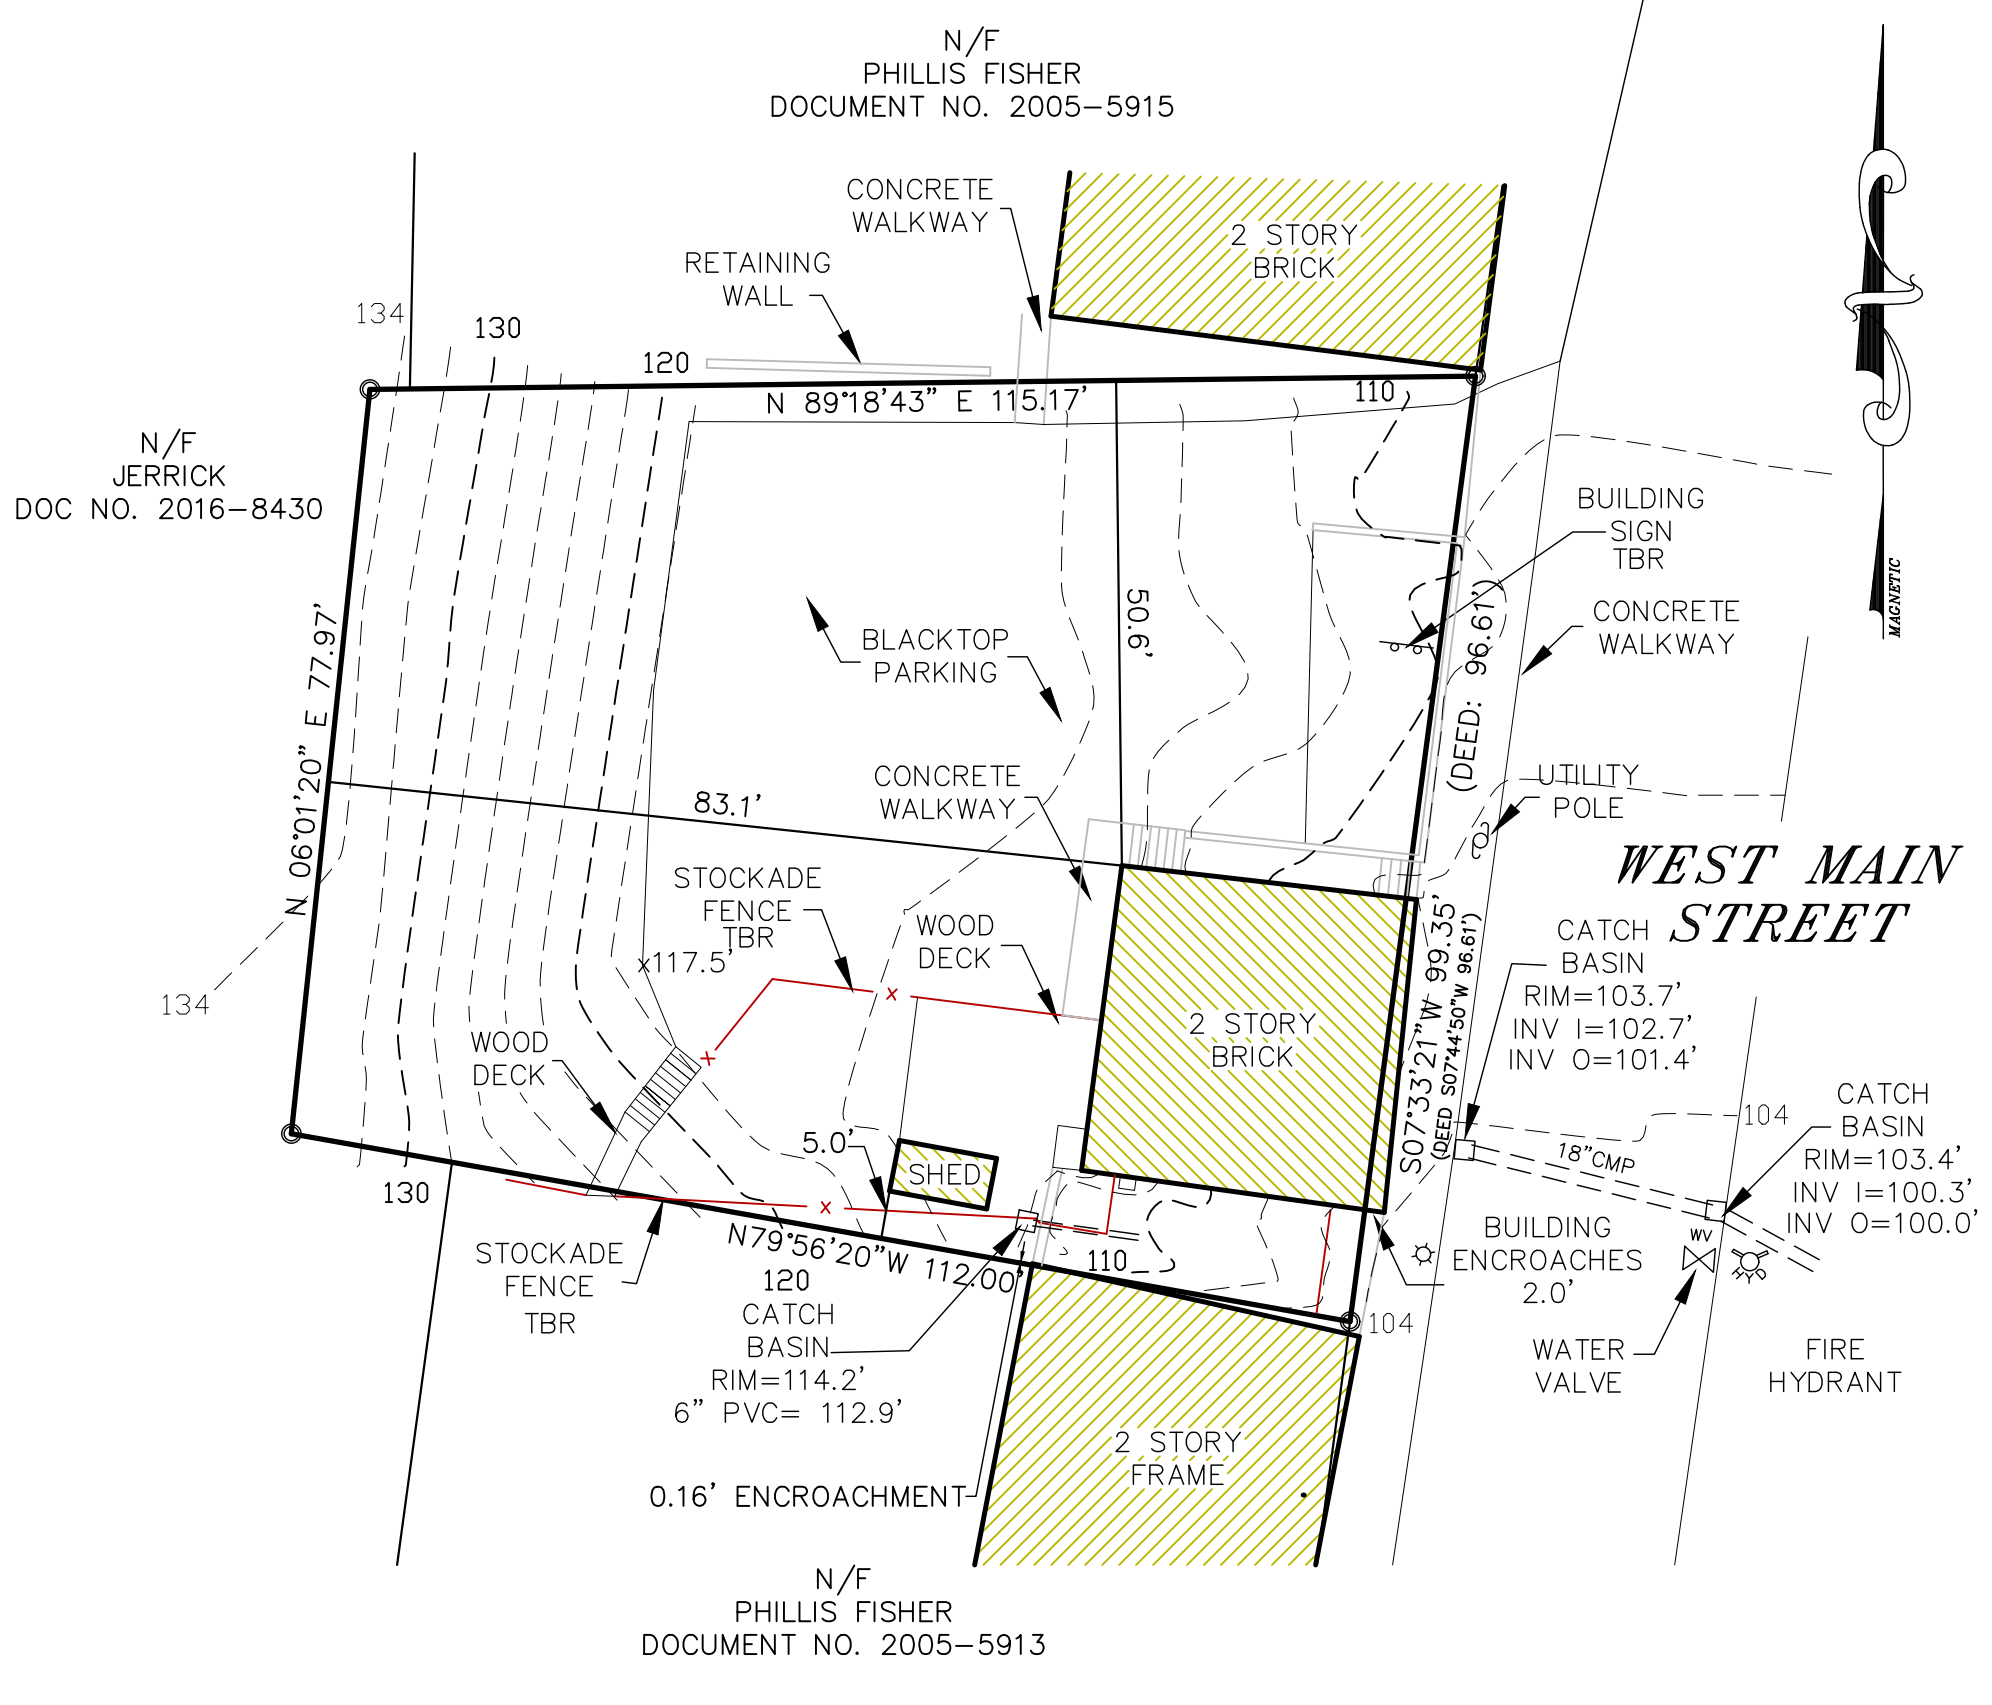 N/F
PHILLIS FISHER
DOCUMENT NO. 2005-5915
CONCRETE
WALKWAY
2 STORY
BRICK
RETAINING
WALL
134
130
120
110
N 89°18'43" E 115.17'
N/F
JERRICK
DOC NO. 2016-8430
MAGNETIC
BUILDING
SIGN
TBR
CONCRETE
WALKWAY
50.6'
BLACKTOP
PARKING
(DEED: 96.61')
N 06°01'20" E 77.97'
CONCRETE
WALKWAY
83.1'
UTILITY
POLE
WEST MAIN
STREET
STOCKADE
FENCE
TBR
x117.5'
X
WOOD
DECK
CATCH
BASIN
RIM=103.7'
INV I=102.7'
INV O=101.4'
S07°33'21"W 99.35'
(DEED S07°44'50"W 96.61')
134
2 STORY
BRICK
WOOD
DECK
X
104
CATCH
BASIN
RIM=103.4'
INV I=100.3'
INV O=100.0'
18"CMP
5.0'
SHED
130
X
WV
HYD
STOCKADE
FENCE
TBR
N79°56'20"W 112.00'
110
BUILDING
ENCROACHES
2.0'
120
CATCH
BASIN
RIM=114.2'
6" PVC= 112.9'
104
WATER
VALVE
FIRE
HYDRANT
2 STORY
FRAME
0.16' ENCROACHMENT
N/F
PHILLIS FISHER
DOCUMENT NO. 2005-5913